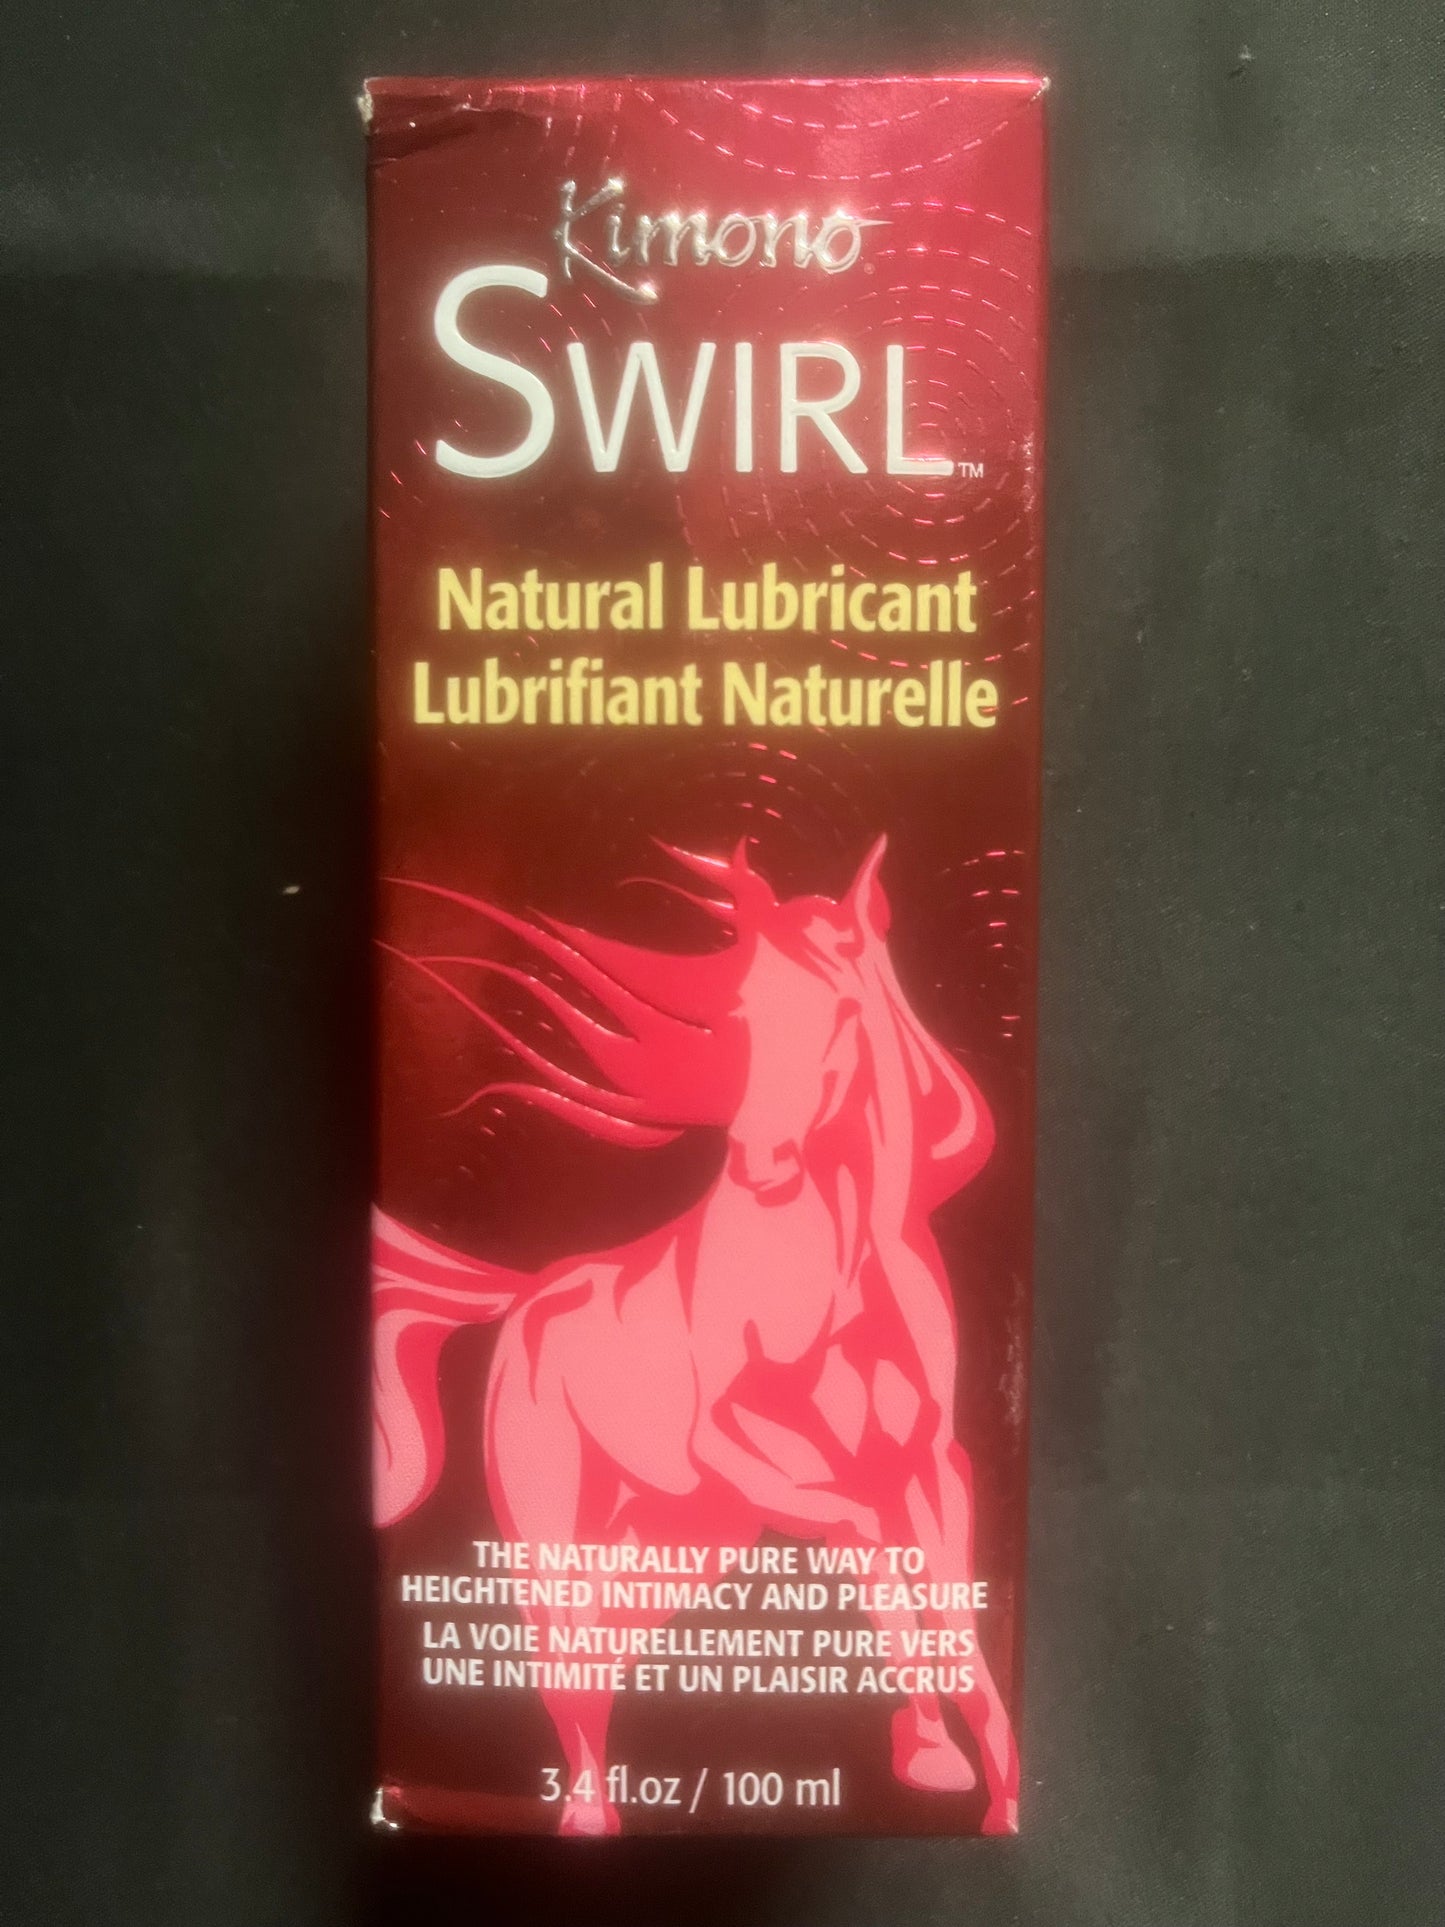 Kimono®
SWIRL™
Natural Lubricant
Lubrifiant Naturelle
THE NATURALLY PURE WAY TO
HEIGHTENED INTIMACY AND PLEASURE
LA VOIE NATURELLEMENT PURE VERS
UNE INTIMITÉ ET UN PLAISIR ACCRUS
3.4 fl.oz / 100 ml